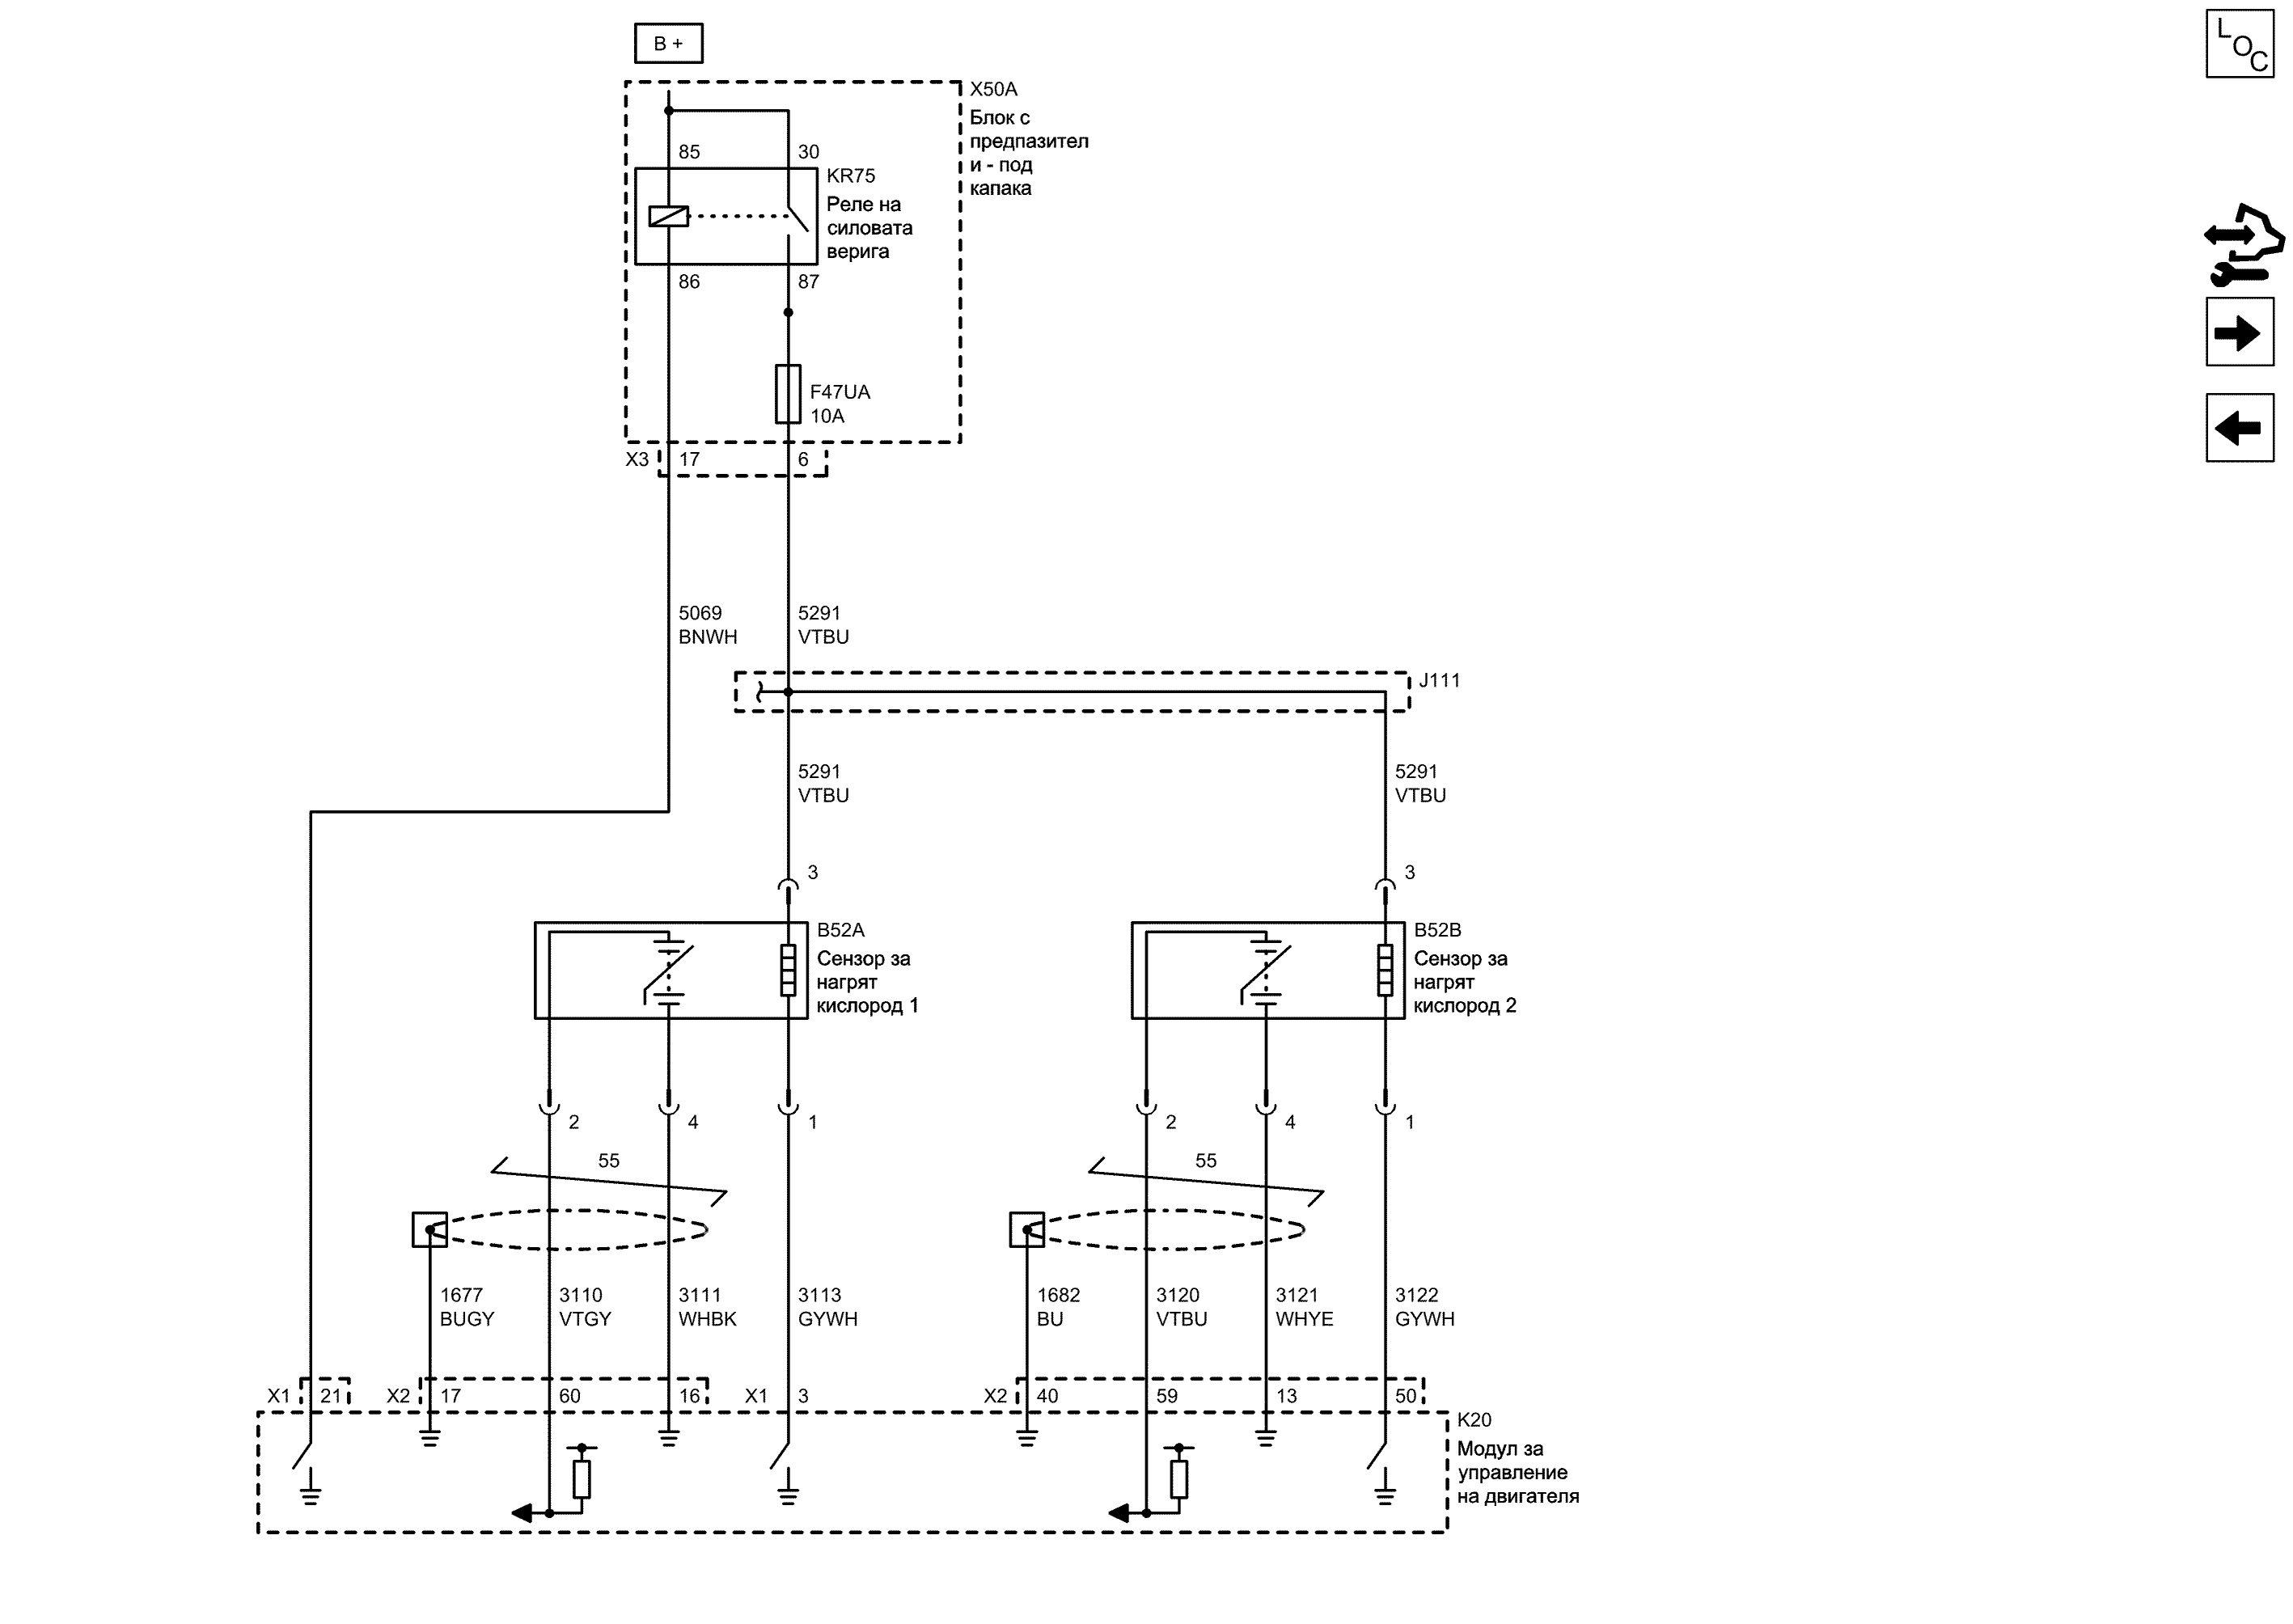 B +
L
O
C
X50A
Блок с
предпазител
и - под
капака
85
30
KR75
Реле на
силовата
верига
86
87
F47UA
10A
X3
17
6
5069
BNWH
5291
VTBU
J111
5291
VTBU
5291
VTBU
3
3
B52A
Сензор за
нагрят
кислород 1
B52B
Сензор за
нагрят
кислород 2
2
4
1
2
4
1
55
55
1677
BUGY
3110
VTGY
3111
WHBK
3113
GYWH
1682
BU
3120
VTBU
3121
WHYE
3122
GYWH
X1
21
X2
17
60
16
X1
3
X2
40
59
13
50
K20
Модул за
управление
на двигателя